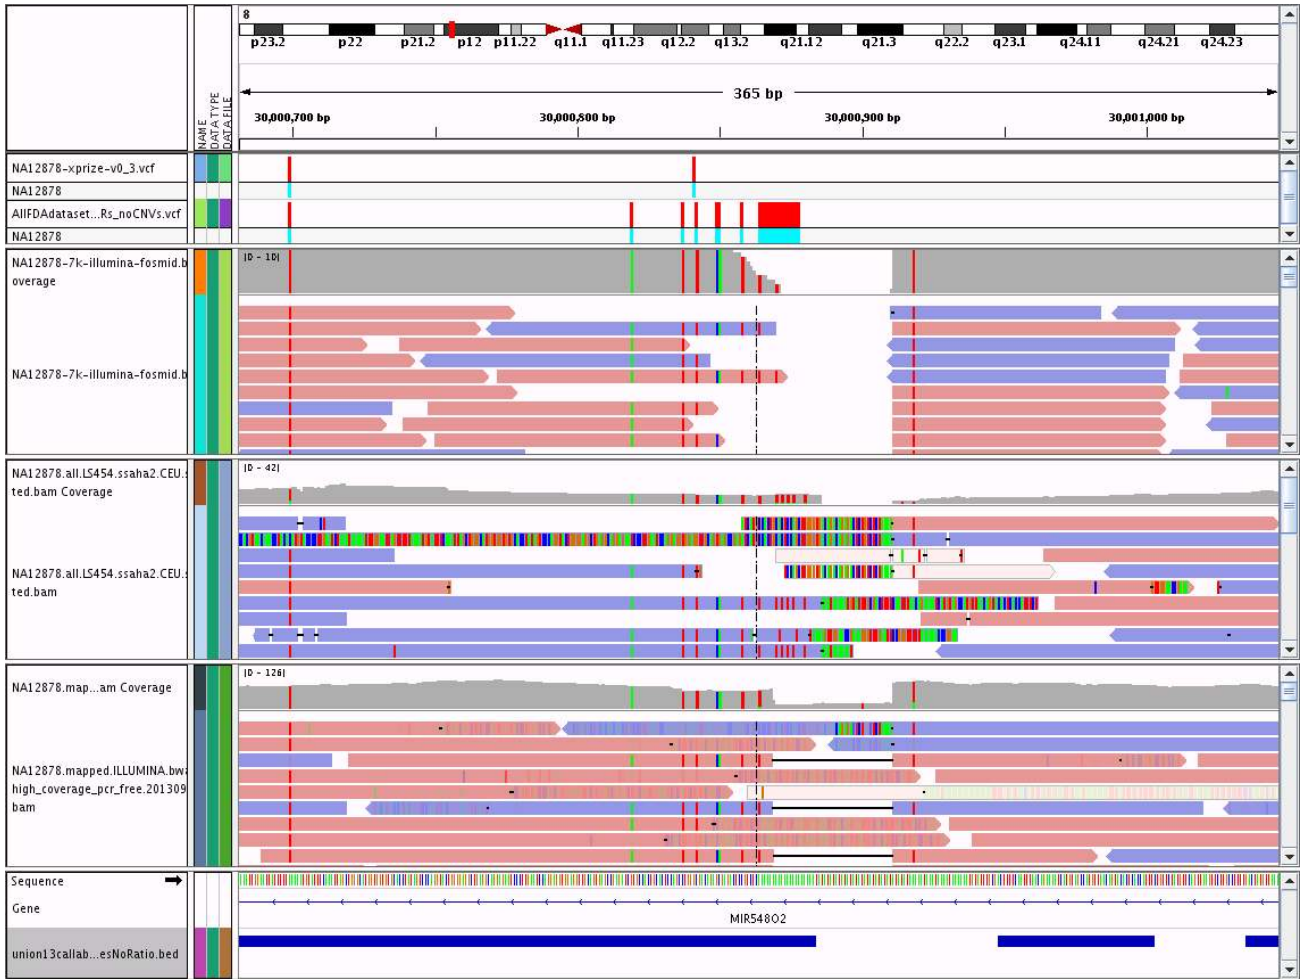 8
p23.2 p22 p21.2 p12 p11.22 q11.1 q11.23 q12.2 q13.2 q21.12 q21.3 q22.2 q23.1 q24.11 q24.21 q24.23
365 bp
NAME
DATA TYPE
DATA FILE
30,000,700 bp 30,000,800 bp 30,000,900 bp 30,001,000 bp
NA12878-xprize-v0_3.vcf
NA12878
AllFDAdataset...Rs_noCNVs.vcf
NA12878
NA12878-7k-illumina-fosmid.b
overage
[0 - 10]
NA12878-7k-illumina-fosmid.b
NA12878.all.LS454.ssaha2.CEU.s
ted.bam Coverage
[0 - 42]
NA12878.all.LS454.ssaha2.CEU.s
ted.bam
NA12878.map...am Coverage
[0 - 126]
NA12878.mapped.ILLUMINA.bwa
high_coverage_pcr_free.201309
bam
Sequence
Gene
MIR548O2
union13callab...esNoRatio.bed